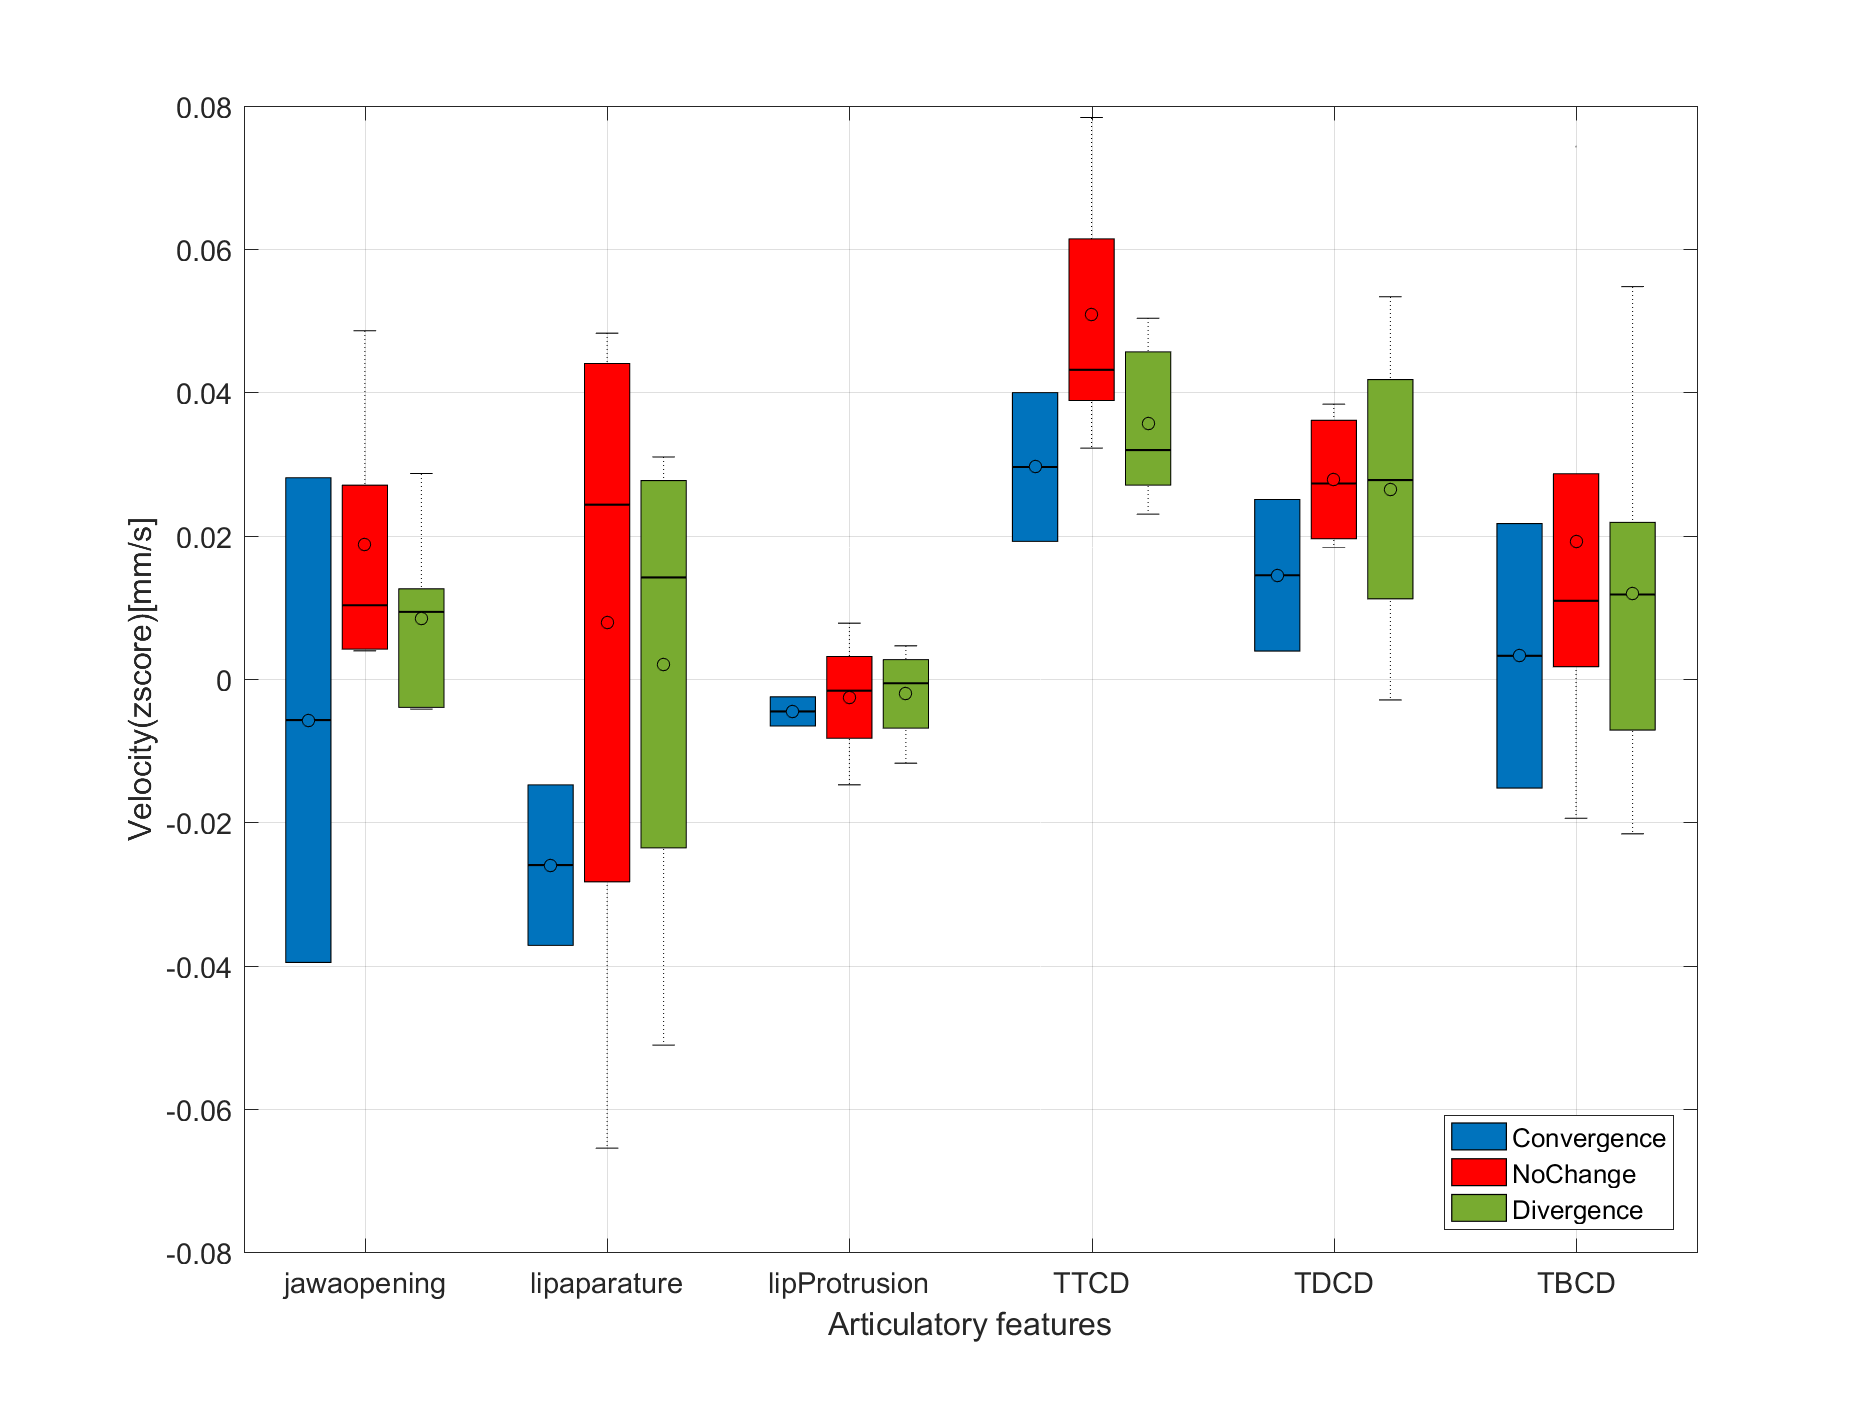 0.08
0.06
0.04
0.02
0
-0.02
-0.04
-0.06
-0.08
Velocity(zscore)[mm/s]
jawaopening lipaparature lipProtrusion TTCD TDCD TBCD
Articulatory features
Convergence
NoChange
Divergence